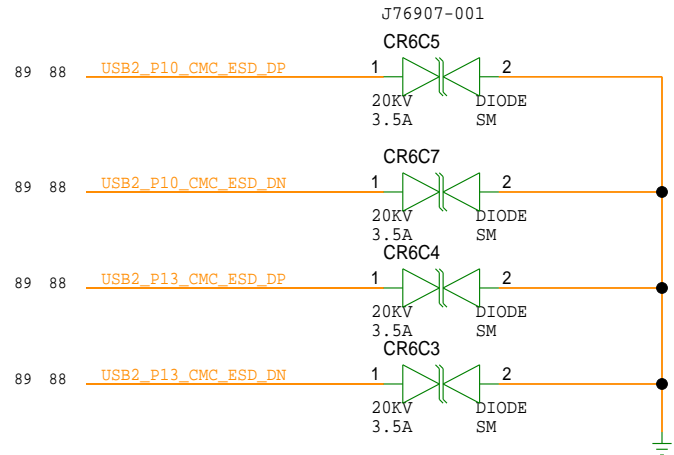 J76907-001
CR6C5
89 88 USB2_P10_CMC_ESD_DP 1 2
20KV DIODE
3.5A SM
CR6C7
89 88 USB2_P10_CMC_ESD_DN 1 2
20KV DIODE
3.5A SM
CR6C4
89 88 USB2_P13_CMC_ESD_DP 1 2
20KV DIODE
3.5A SM
CR6C3
89 88 USB2_P13_CMC_ESD_DN 1 2
20KV DIODE
3.5A SM